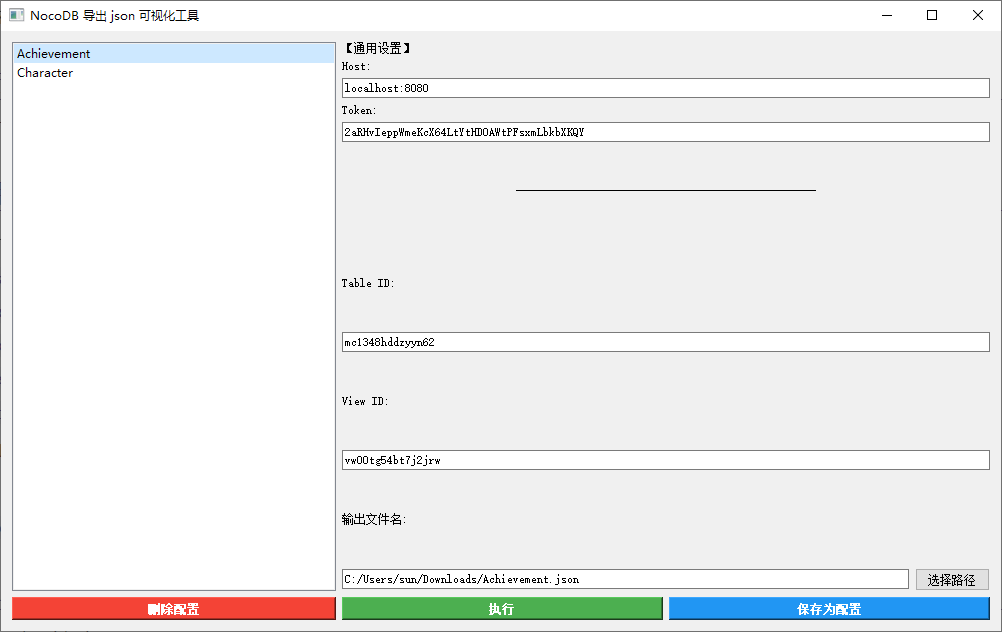 NocoDB 导出 json 可视化工具
Achievement
Character
【通用设置】
Host:
localhost:8080
Token:
2aRHvIeppWmeKcX64LtYtHDOAWtPFsxmLbkbXKQY
Table ID:
mc1348hddzyyn62
View ID:
vw00tg54bt7j2jrw
输出文件名:
C:/Users/sun/Downloads/Achievement.json
选择路径
删除配置
执行
保存为配置